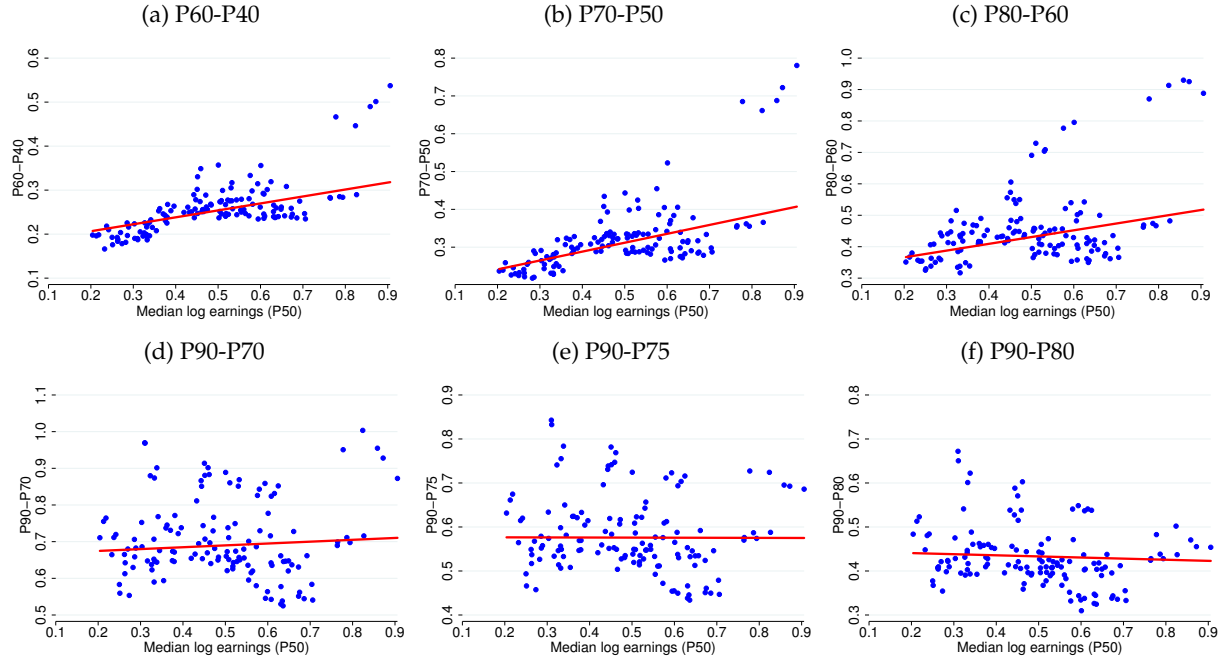 (a) P60-P40
(b) P70-P50
(c) P80-P60
P60−P40
0.1 0.2 0.3 0.4 0.5 0.6
0.1 0.2 0.3 0.4 0.5 0.6 0.7 0.8 0.9
Median log earnings (P50)
P70−P50
0.3 0.4 0.5 0.6 0.7 0.8
0.1 0.2 0.3 0.4 0.5 0.6 0.7 0.8 0.9
Median log earnings (P50)
P80−P60
0.3 0.4 0.5 0.6 0.7 0.8 0.9 1.0
0.1 0.2 0.3 0.4 0.5 0.6 0.7 0.8 0.9
Median log earnings (P50)
(d) P90-P70
(e) P90-P75
(f) P90-P80
P90−P70
0.5 0.6 0.7 0.8 0.9 1.0 1.1
0.1 0.2 0.3 0.4 0.5 0.6 0.7 0.8 0.9
Median log earnings (P50)
P90−P75
0.4 0.5 0.6 0.7 0.8 0.9
0.1 0.2 0.3 0.4 0.5 0.6 0.7 0.8 0.9
Median log earnings (P50)
P90−P80
0.3 0.4 0.5 0.6 0.7 0.8
0.1 0.2 0.3 0.4 0.5 0.6 0.7 0.8 0.9
Median log earnings (P50)